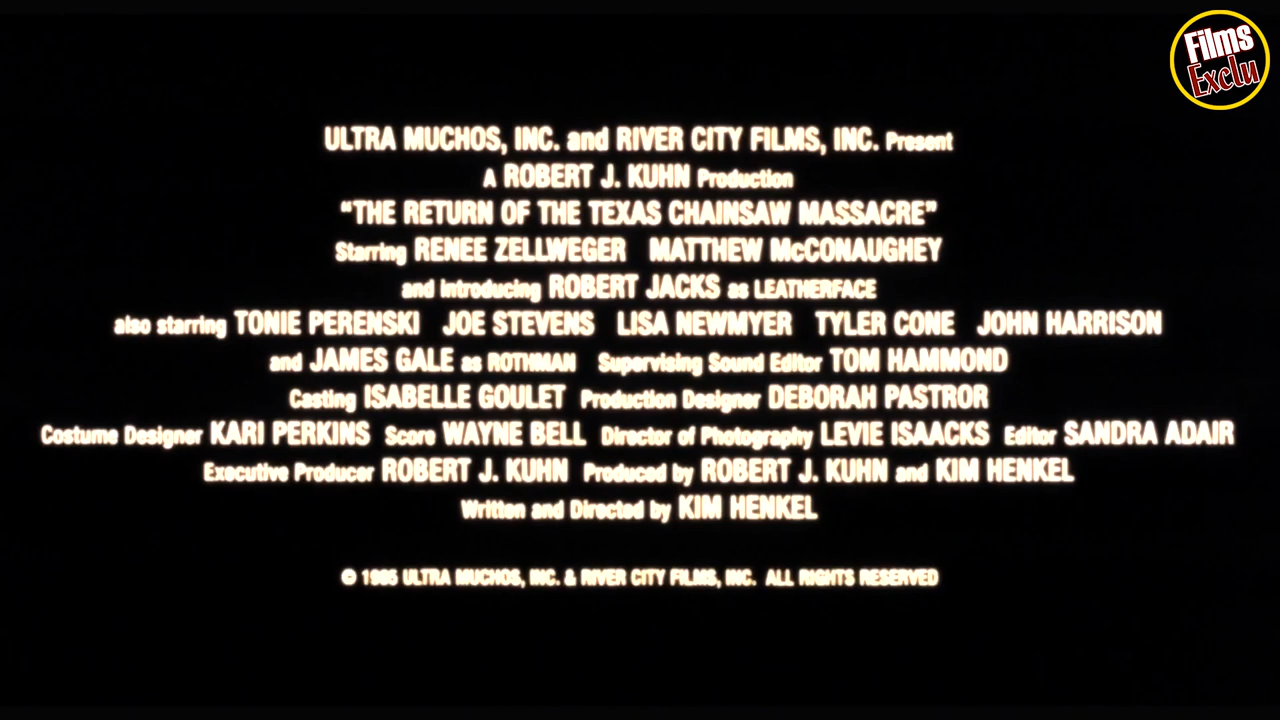 Films
Exclu
ULTRA MUCHOS, INC. and RIVER CITY FILMS, INC. Present
A ROBERT J. KUHN Production
“THE RETURN OF THE TEXAS CHAINSAW MASSACRE”
Starring RENEE ZELLWEGER MATTHEW McCONAUGHEY
and introducing ROBERT JACKS as LEATHERFACE
also starring TONIE PERENSKI JOE STEVENS LISA NEWMYER TYLER CONE JOHN HARRISON
and JAMES GALE as ROTHMAN Supervising Sound Editor TOM HAMMOND
Casting ISABELLE GOULET Production Designer DEBORAH PASTROR
Costume Designer KARI PERKINS Score WAYNE BELL Director of Photography LEVIE ISAACKS Editor SANDRA ADAIR
Executive Producer ROBERT J. KUHN Produced by ROBERT J. KUHN and KIM HENKEL
Written and Directed by KIM HENKEL
© 1995 ULTRA MUCHOS, INC. & RIVER CITY FILMS, INC. ALL RIGHTS RESERVED